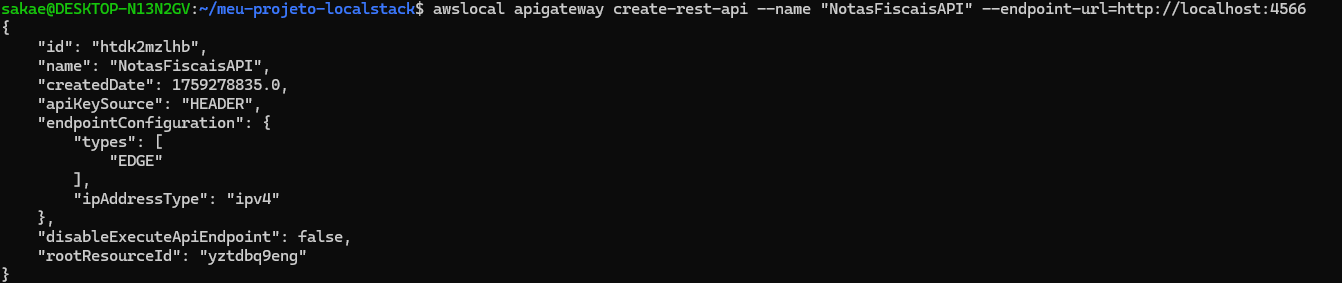 sakae@DESKTOP-N13N2GV:~/meu-projeto-localstack$ awslocal apigateway create-rest-api --name "NotasFiscaisAPI" --endpoint-url=http://localhost:4566
{
    "id": "htdk2mzlhb",
    "name": "NotasFiscaisAPI",
    "createdDate": 1759278835.0,
    "apiKeySource": "HEADER",
    "endpointConfiguration": {
        "types": [
            "EDGE"
        ],
        "ipAddressType": "ipv4"
    },
    "disableExecuteApiEndpoint": false,
    "rootResourceId": "yztdbq9eng"
}